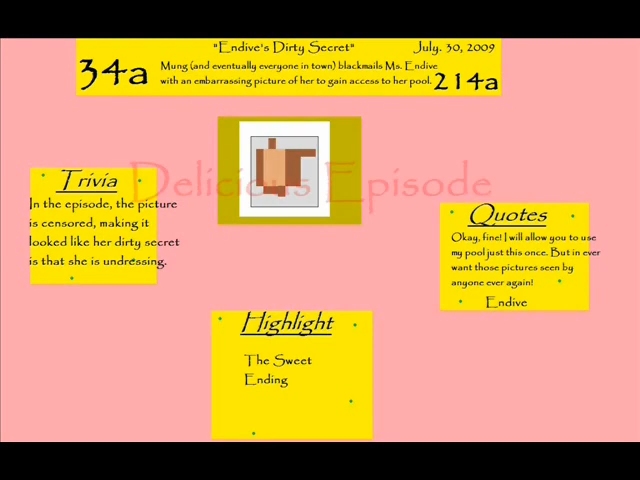 "Endive's Dirty Secret" July. 30, 2009
34a
Mung (and eventually everyone in town) blackmails Ms. Endive
with an embarrassing picture of her to gain access to her pool.
214a
Delicious Episode
Trivia
In the episode, the picture
is censored, making it
looked like her dirty secret
is that she is undressing.
Quotes
Okay, fine! I will allow you to use
my pool just this once. But in ever
want those pictures seen by
anyone ever again!
Endive
Highlight
The Sweet
Ending